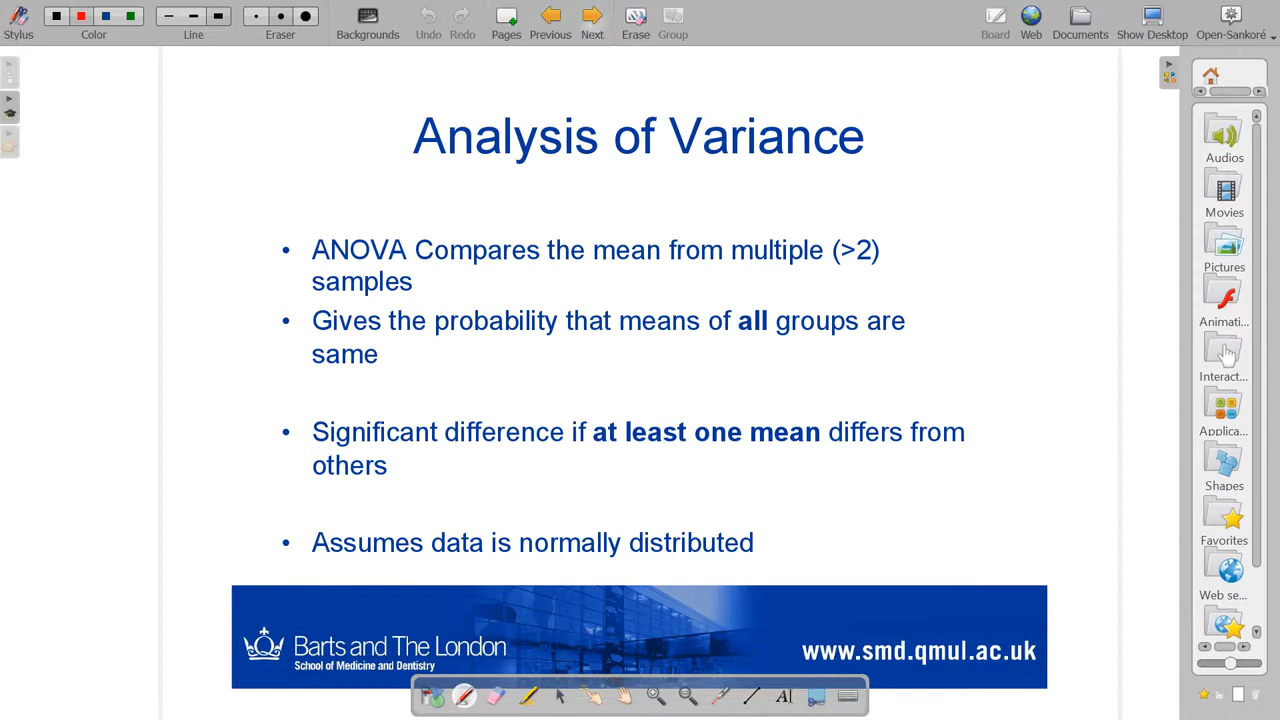 Stylus
Color
Line
Eraser
Backgrounds
Undo
Redo
Pages
Previous
Next
Erase
Group
Board
Web
Documents
Show Desktop
Open-Sankoré
Analysis of Variance
• ANOVA Compares the mean from multiple (>2)
samples
• Gives the probability that means of all groups are
same
• Significant difference if at least one mean differs from
others
• Assumes data is normally distributed
Barts and The London
School of Medicine and Dentistry
www.smd.qmul.ac.uk
Audios
Movies
Pictures
Animati...
Interact...
Applica...
Shapes
Favorites
Web se...